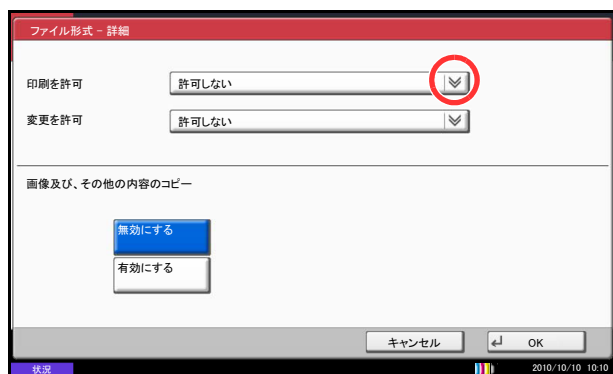 ファイル形式 - 詳細
印刷を許可 許可しない
変更を許可 許可しない
画像及び、その他の内容のコピー
無効にする
有効にする
キャンセル OK
状況 2010/10/10 10:10